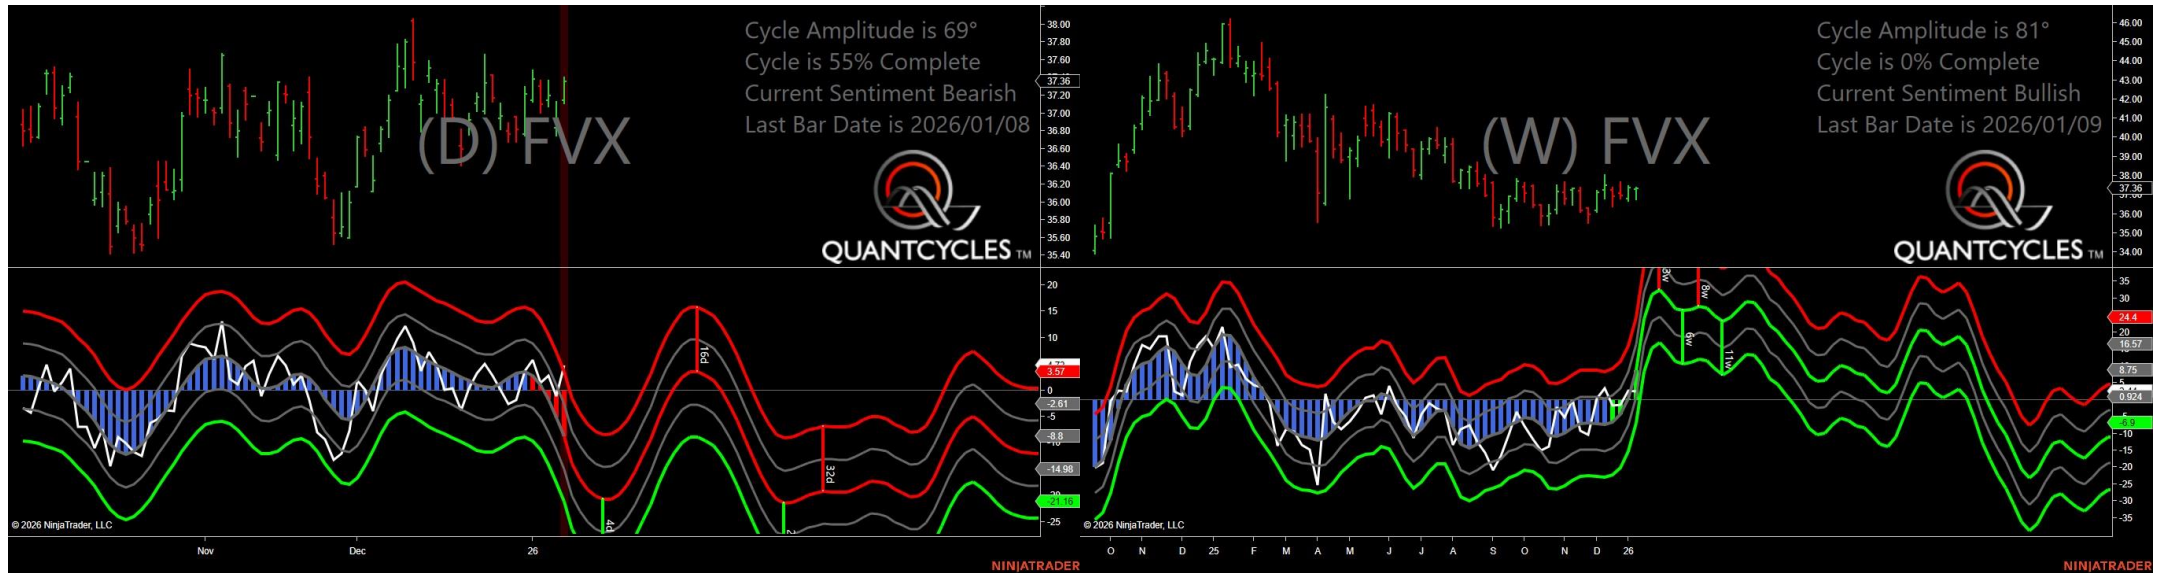 Cycle Amplitude is 69°
Cycle is 55% Complete
Current Sentiment Bearish
Last Bar Date is 2026/01/08
(D) FVX
QUANTCYCLES TM
38.00
37.80
37.60
37.36
37.20
37.00
36.80
36.60
36.40
36.20
36.00
35.80
35.60
35.40
20
15
10
3.57
0
-2.61
-5
-8.8
-14.98
-21.16
-25
16d
32d
4d
© 2026 NinjaTrader, LLC
Nov
Dec
26
NINJATRADER
Cycle Amplitude is 81°
Cycle is 0% Complete
Current Sentiment Bullish
Last Bar Date is 2026/01/09
(W) FVX
QUANTCYCLES TM
46.00
45.00
44.00
43.00
42.00
41.00
40.00
39.00
38.00
37.36
36.00
35.00
34.00
35
30
24.4
20
16.57
8.75
5
0.924
-6.9
-10
-15
-20
-25
-30
-35
8w
6w
11w
© 2026 NinjaTrader, LLC
O N D 25 F M A M J J A S O N D 26
NINJATRADER